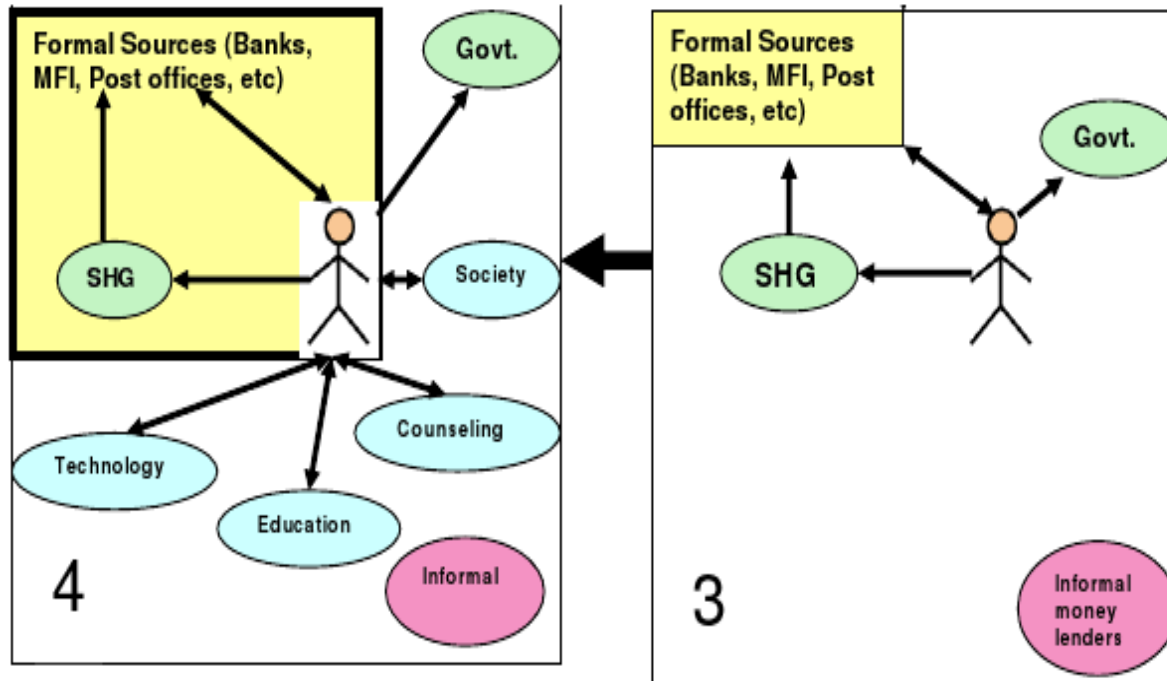 Formal Sources (Banks,
MFI, Post offices, etc)
Govt.
SHG
Society
Counseling
Technology
Education
Informal
4
Formal Sources
(Banks, MFI, Post
offices, etc)
Govt.
SHG
Informal
money
lenders
3